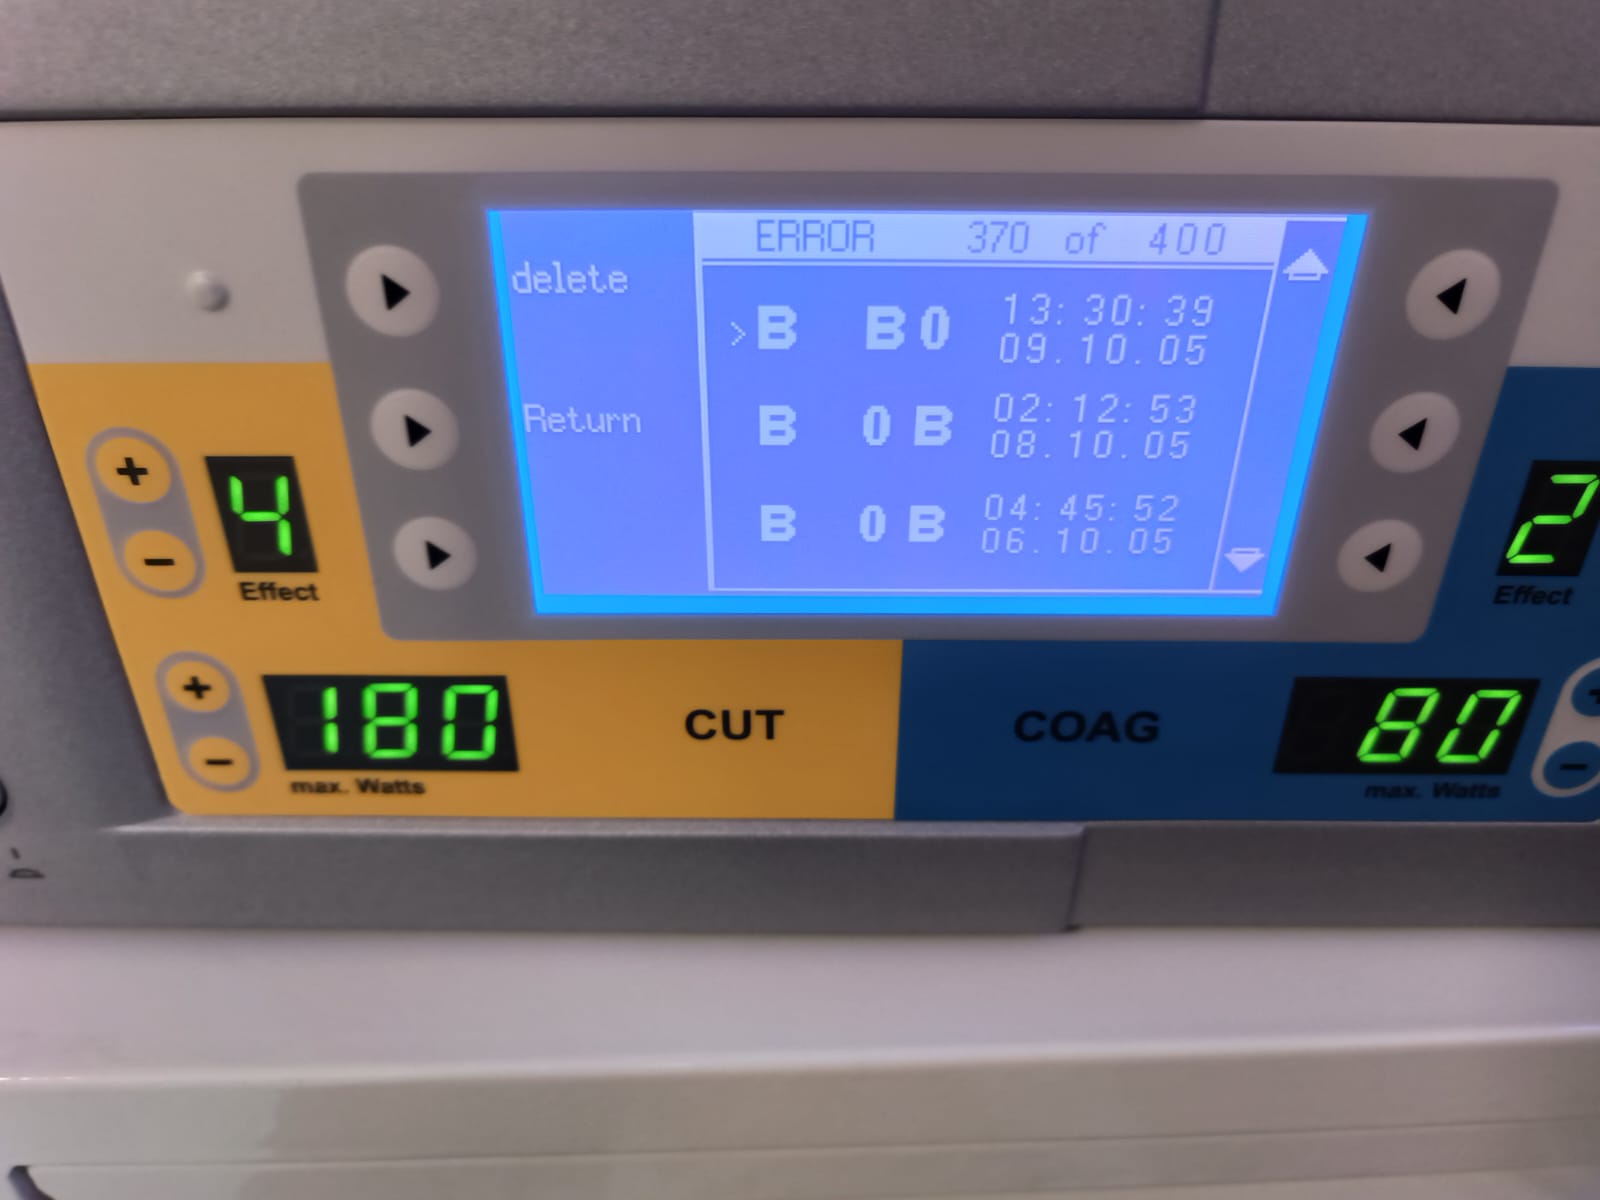 ERROR 370 of 400
delete
> B B0 13:30:39
09.10.05
Return
B 0B 02:12:53
08.10.05
B 0B 04:45:52
06.10.05
+
4
-
Effect
2
Effect
+
180
-
max. Watts
CUT
COAG
80
+
-
max. Watts